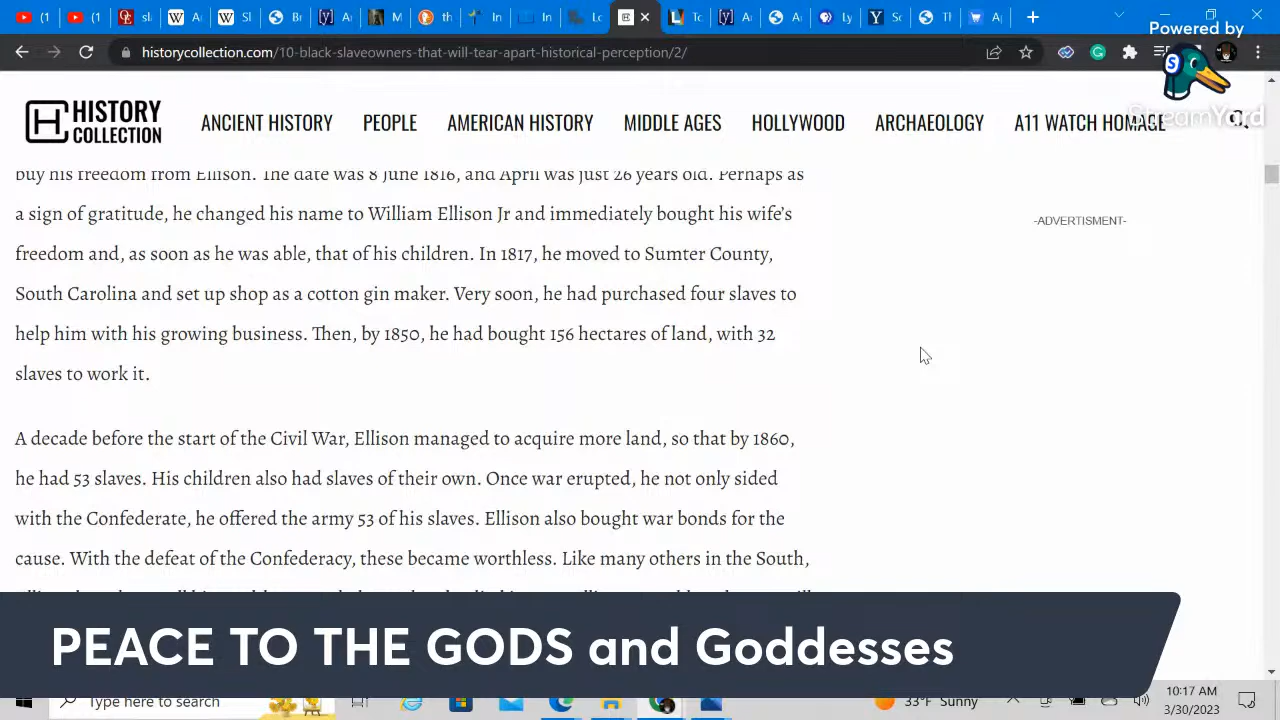 Powered by
StreamYard
historycollection.com/10-black-slaveowners-that-will-tear-apart-historical-perception/2/
HISTORY
COLLECTION
ANCIENT HISTORY PEOPLE AMERICAN HISTORY MIDDLE AGES HOLLYWOOD ARCHAEOLOGY A11 WATCH HOMAGE
buy his freedom from Ellison. The date was 8 June 1816, and April was just 26 years old. Perhaps as
a sign of gratitude, he changed his name to William Ellison Jr and immediately bought his wife's
freedom and, as soon as he was able, that of his children. In 1817, he moved to Sumter County,
South Carolina and set up shop as a cotton gin maker. Very soon, he had purchased four slaves to
help him with his growing business. Then, by 1850, he had bought 156 hectares of land, with 32
slaves to work it.
-ADVERTISMENT-
A decade before the start of the Civil War, Ellison managed to acquire more land, so that by 1860,
he had 53 slaves. His children also had slaves of their own. Once war erupted, he not only sided
with the Confederate, he offered the army 53 of his slaves. Ellison also bought war bonds for the
cause. With the defeat of the Confederacy, these became worthless. Like many others in the South,
PEACE TO THE GODS and Goddesses
Type here to search
33°F Sunny
10:17 AM
3/30/2023